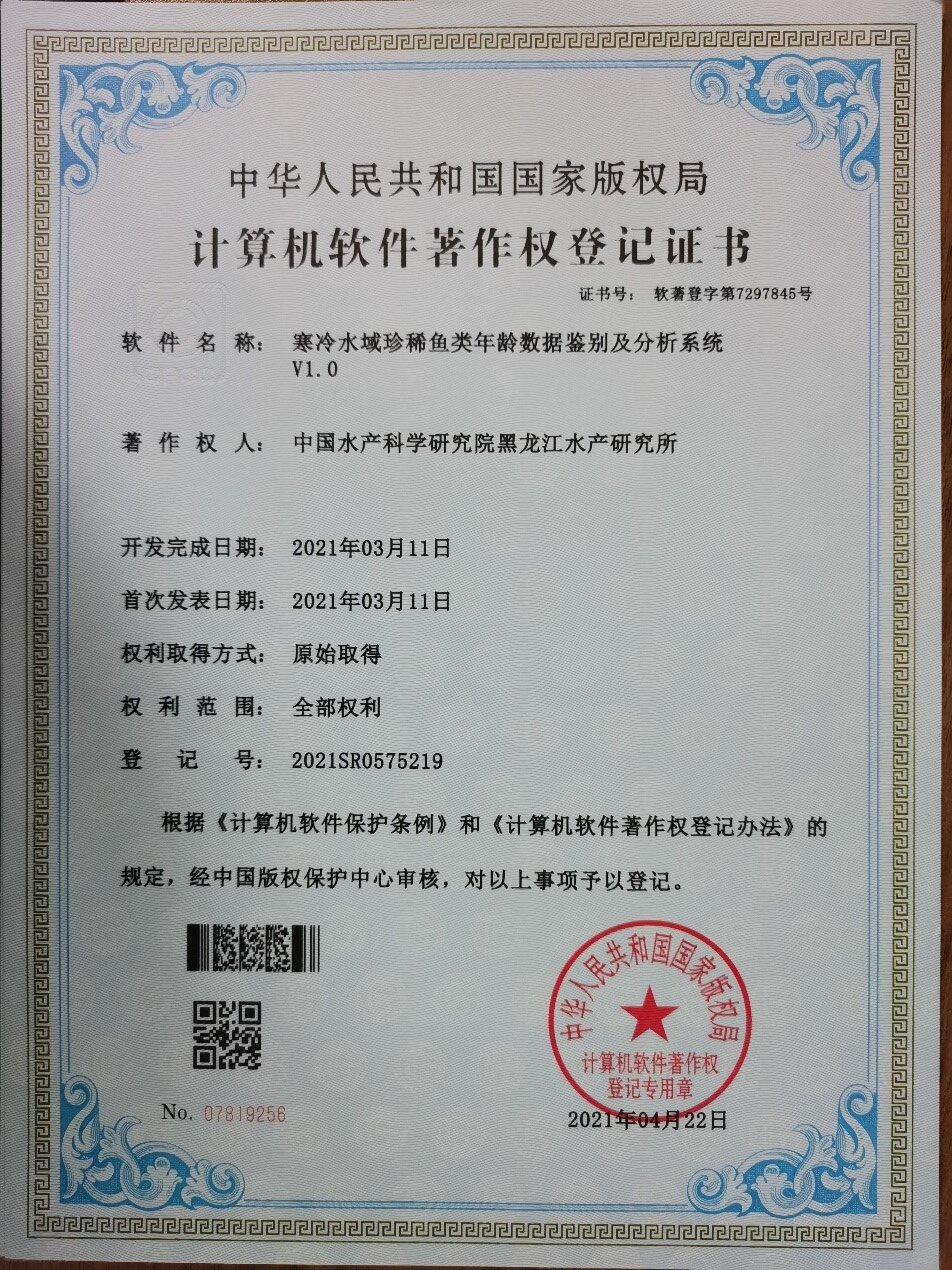 中华人民共和国国家版权局
计算机软件著作权登记证书
证书号： 软著登字第7297845号
软件名称： 寒冷水域珍稀鱼类年龄数据鉴别及分析系统
V1.0
著作权人： 中国水产科学研究院黑龙江水产研究所
开发完成日期： 2021年03月11日
首次发表日期： 2021年03月11日
权利取得方式： 原始取得
权利范围： 全部权利
登记号： 2021SR0575219
根据《计算机软件保护条例》和《计算机软件著作权登记办法》的
规定，经中国版权保护中心审核，对以上事项予以登记。
中华人民共和国国家版权局
计算机软件著作权
登记专用章
No. 07819256
2021年04月22日